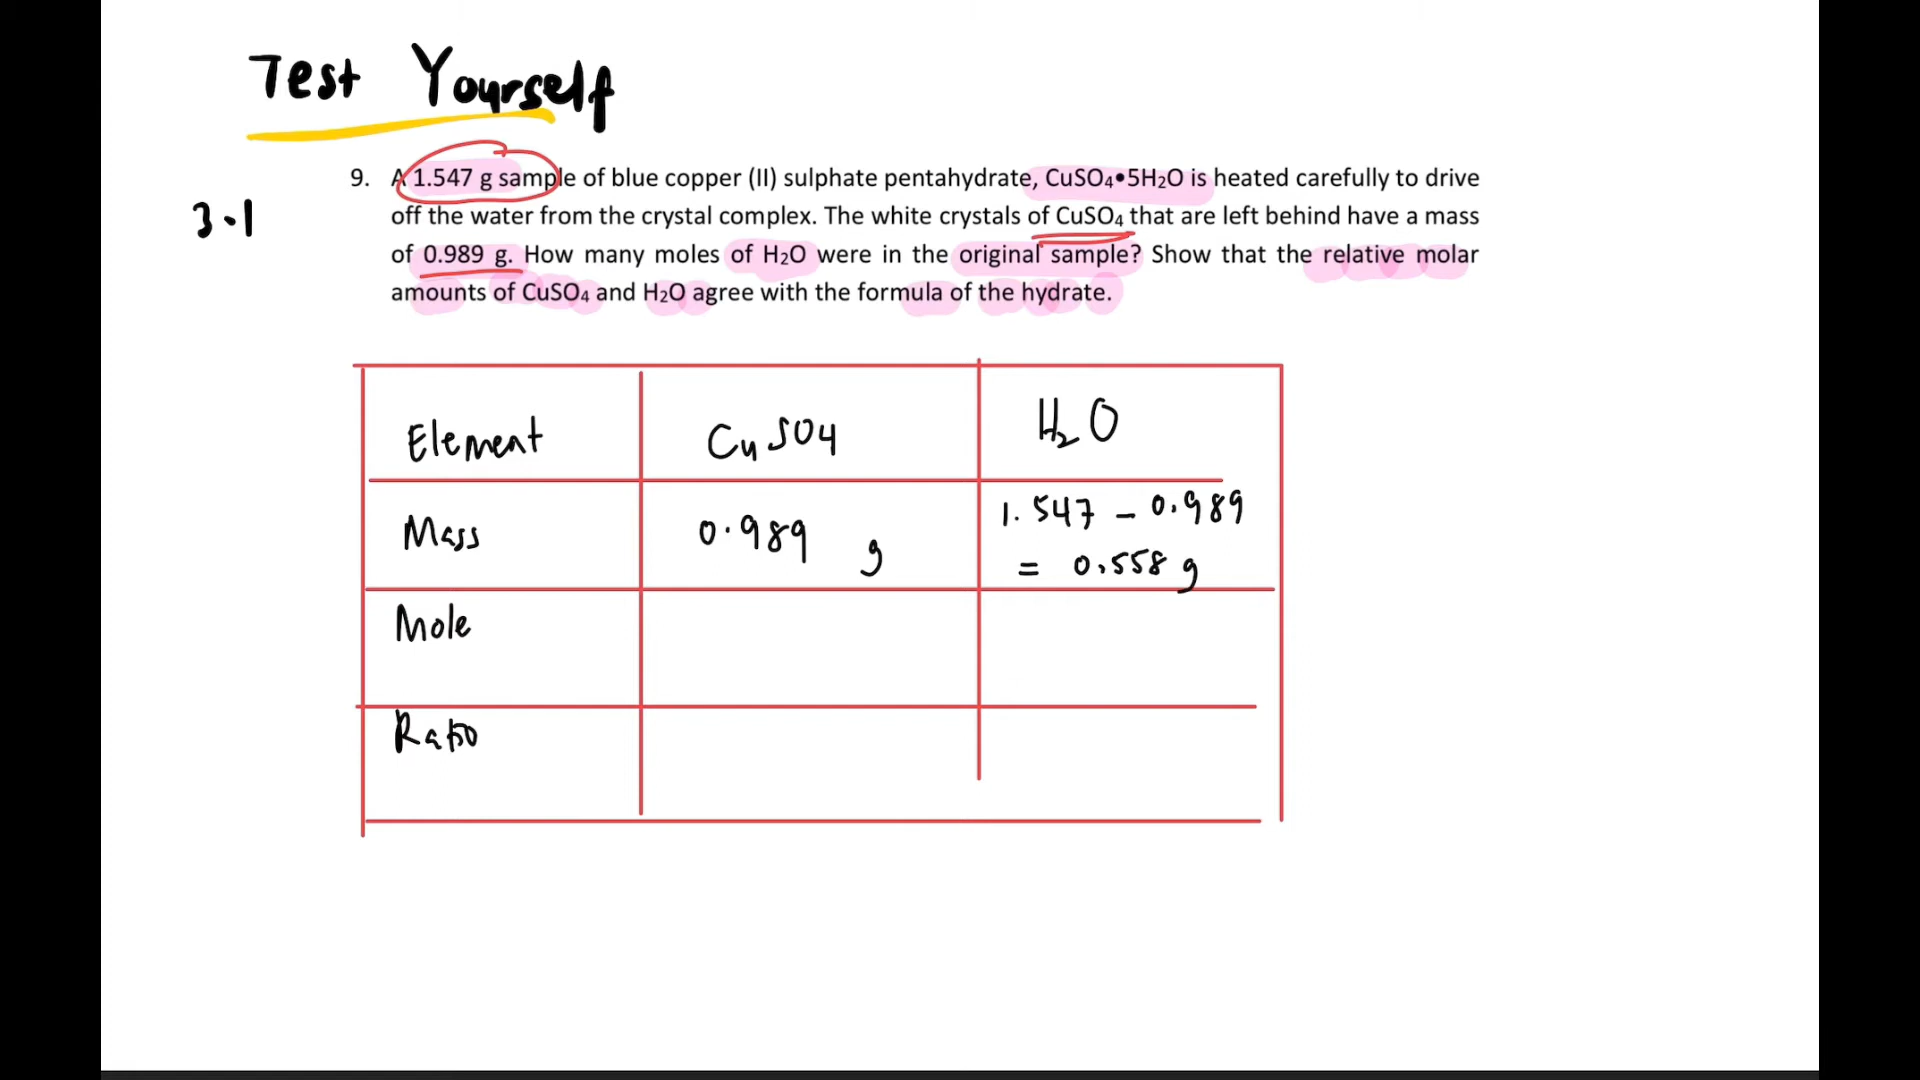 Test Yourself
3.1
9. A 1.547 g sample of blue copper (II) sulphate pentahydrate, CuSO₄•5H₂O is heated carefully to drive
off the water from the crystal complex. The white crystals of CuSO₄ that are left behind have a mass
of 0.989 g. How many moles of H₂O were in the original sample? Show that the relative molar
amounts of CuSO₄ and H₂O agree with the formula of the hydrate.
Element CuSO4 H₂O
Mass 0.989 g 1.547 - 0.989
= 0.558 g
Mole
Ratio